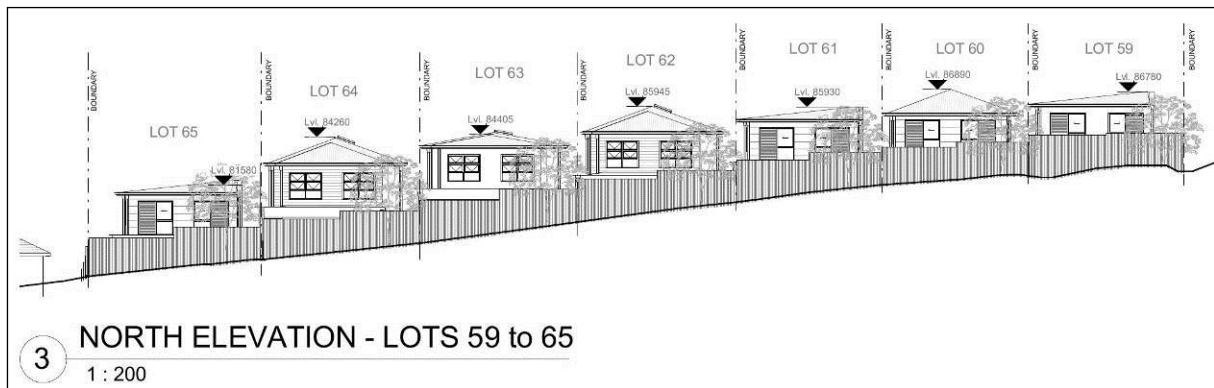 BOUNDARY
LOT 65
Lvl. 81580
BOUNDARY
LOT 64
Lvl. 84260
BOUNDARY
LOT 63
Lvl. 84405
BOUNDARY
LOT 62
Lvl. 85945
BOUNDARY
LOT 61
Lvl. 85930
BOUNDARY
LOT 60
Lvl. 86890
BOUNDARY
LOT 59
Lvl. 86780
BOUNDARY
3
NORTH ELEVATION - LOTS 59 to 65
1 : 200